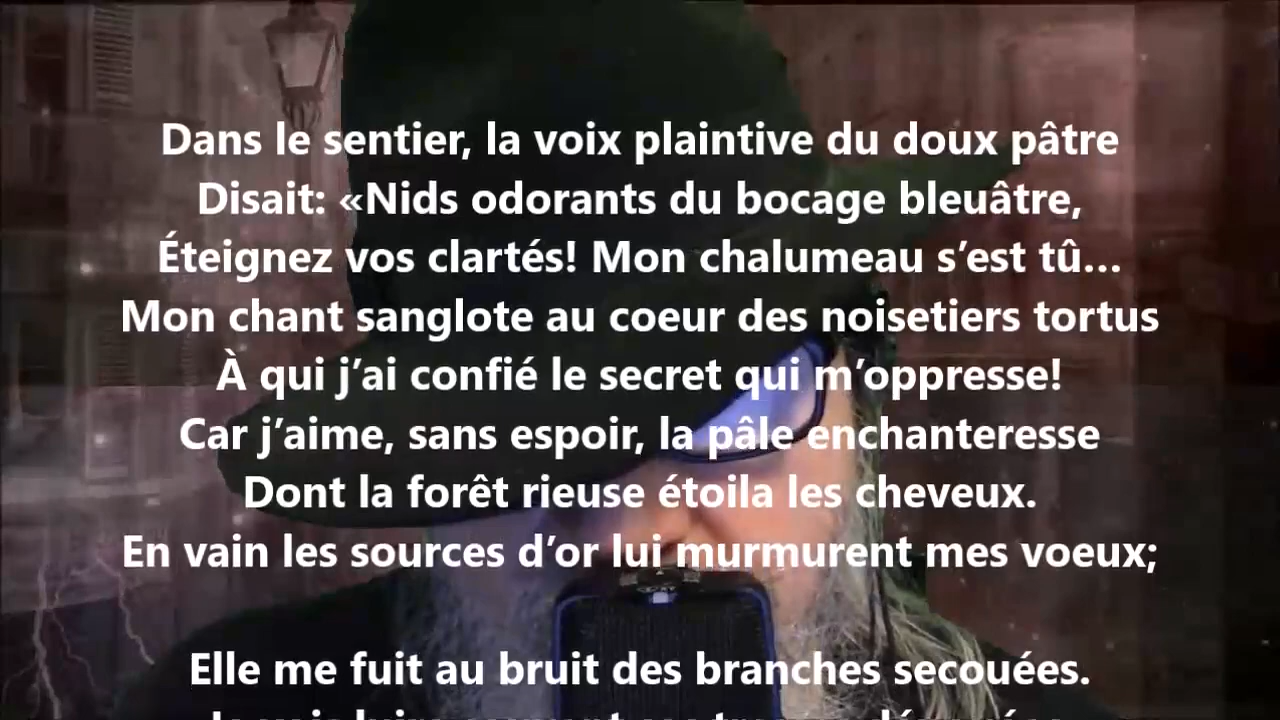 Dans le sentier, la voix plaintive du doux pâtre
Disait: «Nids odorants du bocage bleuâtre,
Éteignez vos clartés! Mon chalumeau s’est tû...
Mon chant sanglote au coeur des noisetiers tortus
À qui j’ai confié le secret qui m’oppresse!
Car j’aime, sans espoir, la pâle enchanteresse
Dont la forêt rieuse étoila les cheveux.
En vain les sources d’or lui murmurent mes voeux;
Elle me fuit au bruit des branches secouées.